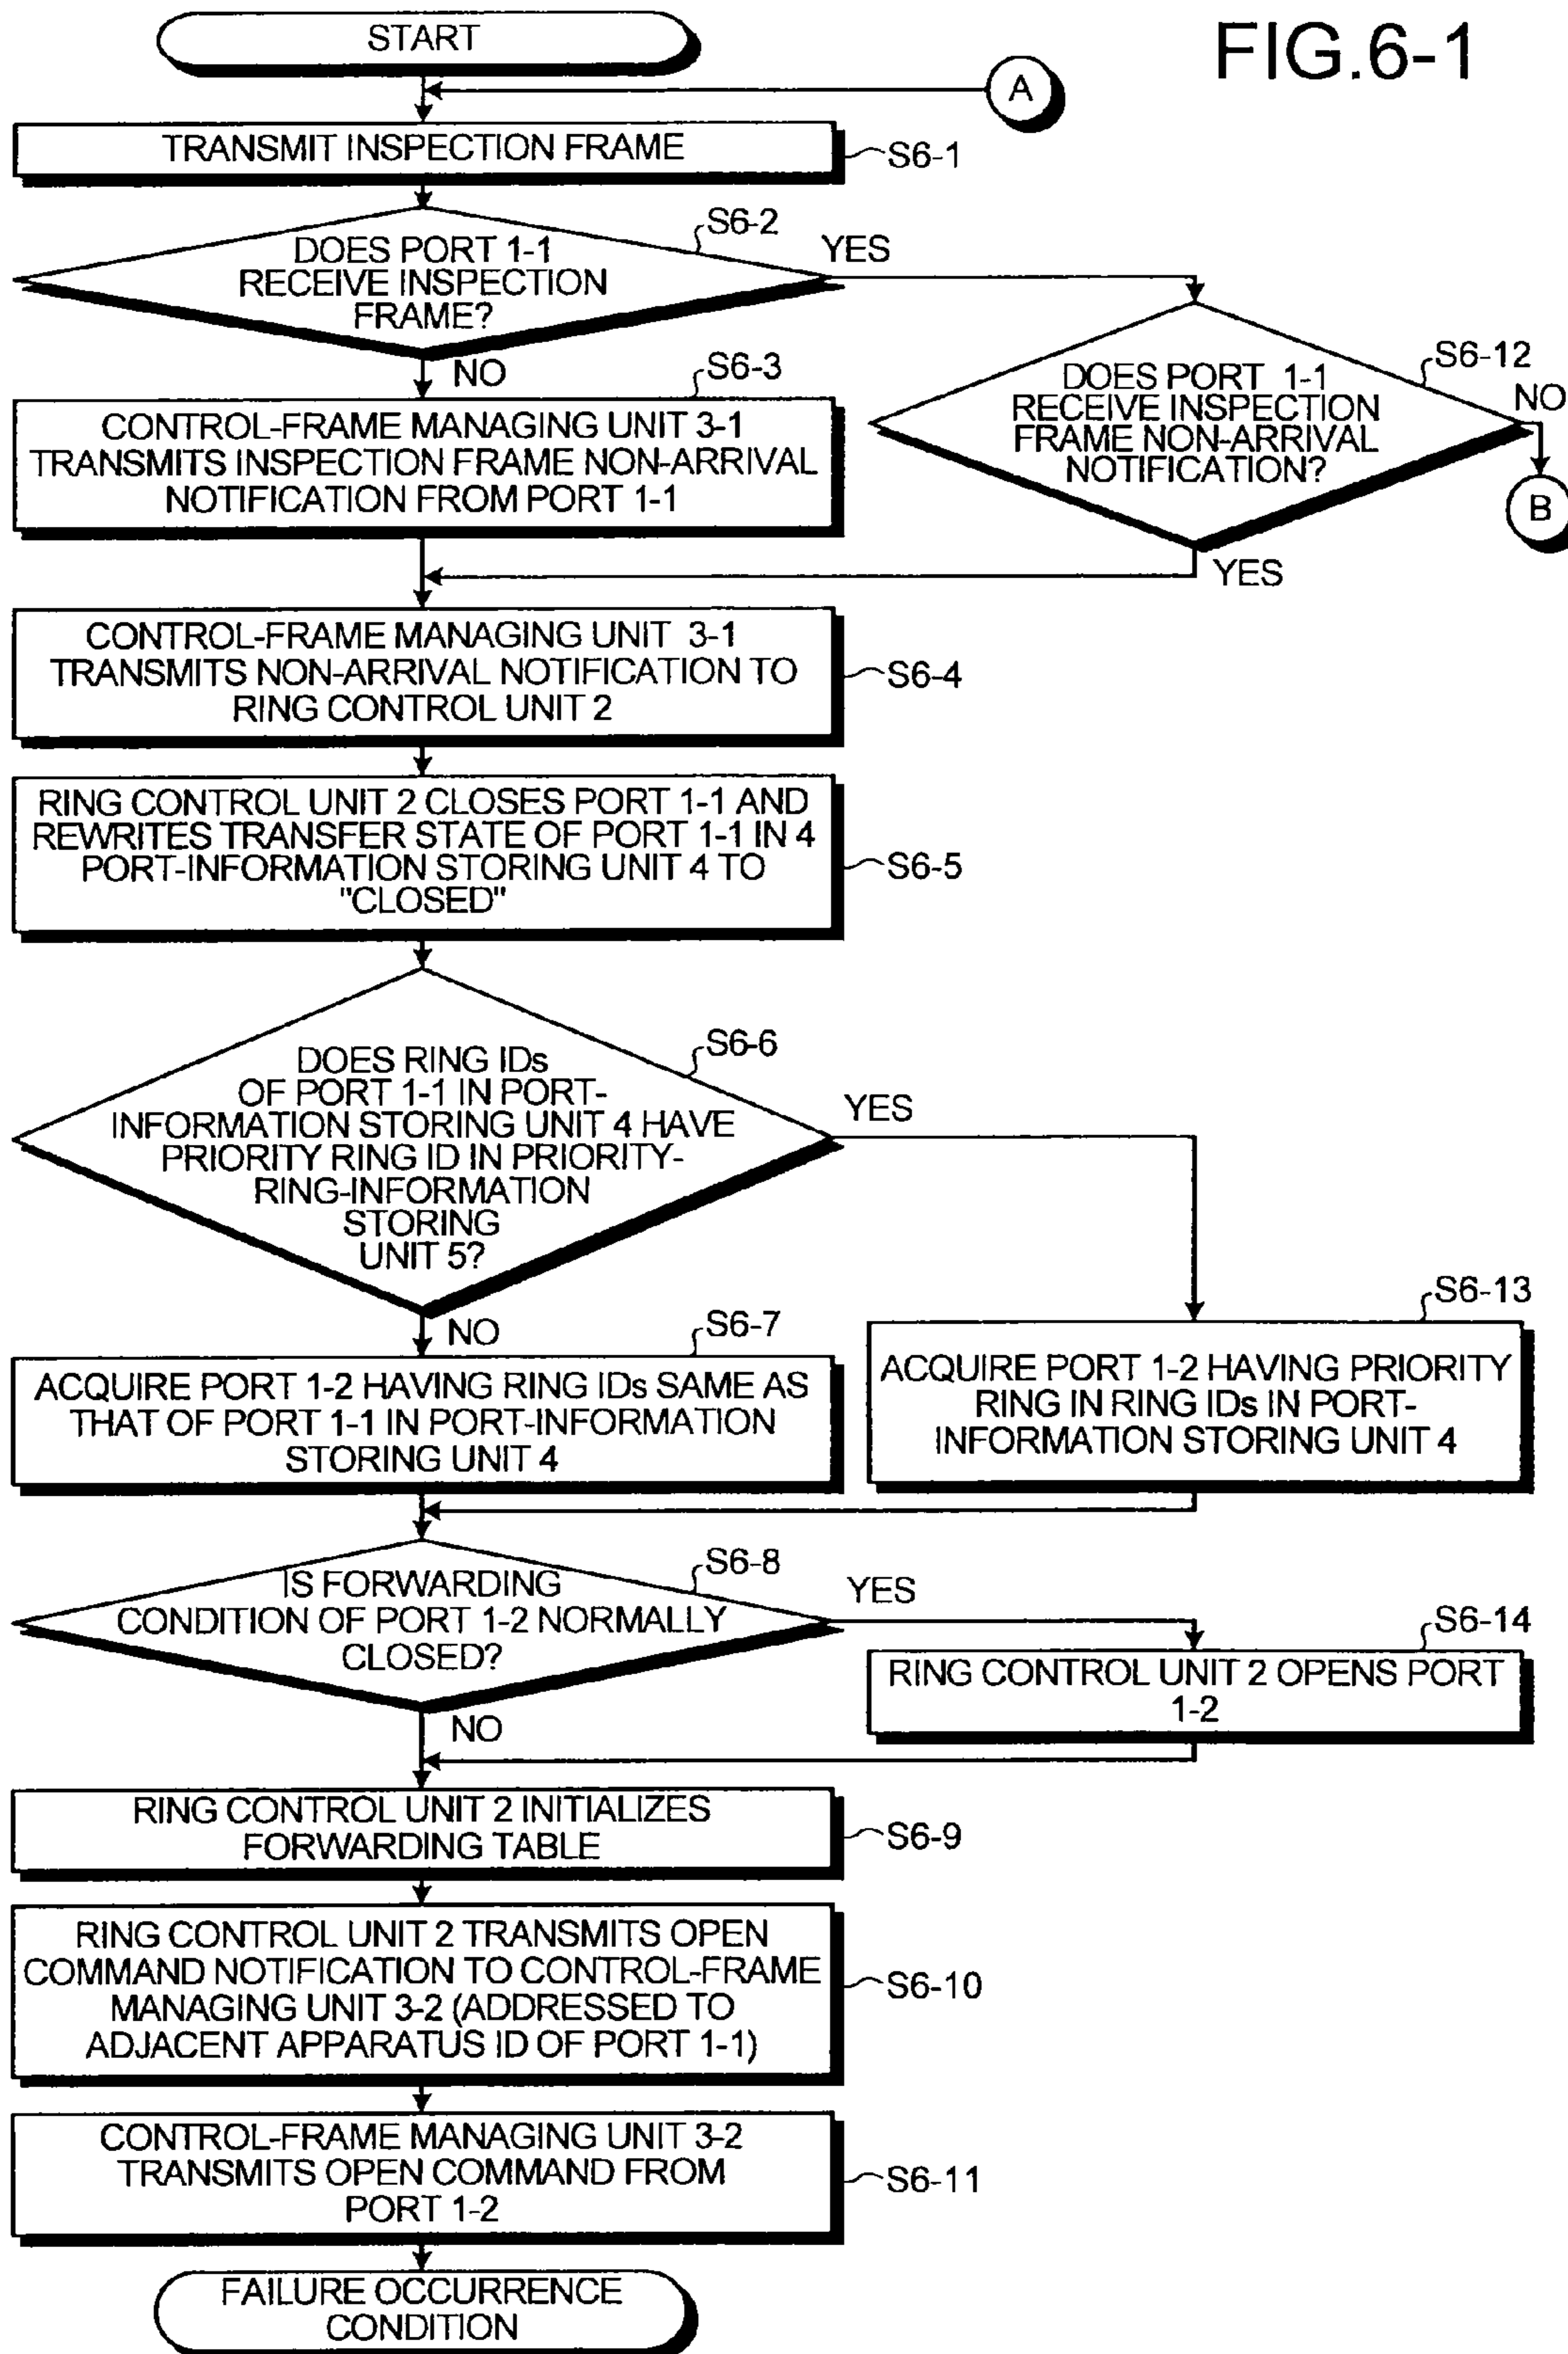 FIG.6-1
START
A
TRANSMIT INSPECTION FRAME
S6-1
DOES PORT 1-1
RECEIVE INSPECTION
FRAME?
S6-2
YES
NO
S6-3
CONTROL-FRAME MANAGING UNIT 3-1
TRANSMITS INSPECTION FRAME NON-ARRIVAL
NOTIFICATION FROM PORT 1-1
DOES PORT 1-1
RECEIVE INSPECTION
FRAME NON-ARRIVAL
NOTIFICATION?
S6-12
NO
B
YES
CONTROL-FRAME MANAGING UNIT 3-1
TRANSMITS NON-ARRIVAL NOTIFICATION TO
RING CONTROL UNIT 2
S6-4
RING CONTROL UNIT 2 CLOSES PORT 1-1 AND
REWRITES TRANSFER STATE OF PORT 1-1 IN 4
PORT-INFORMATION STORING UNIT 4 TO
"CLOSED"
S6-5
DOES RING IDs
OF PORT 1-1 IN PORT-
INFORMATION STORING UNIT 4 HAVE
PRIORITY RING ID IN PRIORITY-
RING-INFORMATION
STORING
UNIT 5?
S6-6
YES
NO
S6-7
ACQUIRE PORT 1-2 HAVING RING IDs SAME AS
THAT OF PORT 1-1 IN PORT-INFORMATION
STORING UNIT 4
S6-13
ACQUIRE PORT 1-2 HAVING PRIORITY
RING IN RING IDs IN PORT-
INFORMATION STORING UNIT 4
IS FORWARDING
CONDITION OF PORT 1-2 NORMALLY
CLOSED?
S6-8
YES
S6-14
RING CONTROL UNIT 2 OPENS PORT
1-2
NO
RING CONTROL UNIT 2 INITIALIZES
FORWARDING TABLE
S6-9
RING CONTROL UNIT 2 TRANSMITS OPEN
COMMAND NOTIFICATION TO CONTROL-FRAME
MANAGING UNIT 3-2 (ADDRESSED TO
ADJACENT APPARATUS ID OF PORT 1-1)
S6-10
CONTROL-FRAME MANAGING UNIT 3-2
TRANSMITS OPEN COMMAND FROM
PORT 1-2
S6-11
FAILURE OCCURRENCE
CONDITION